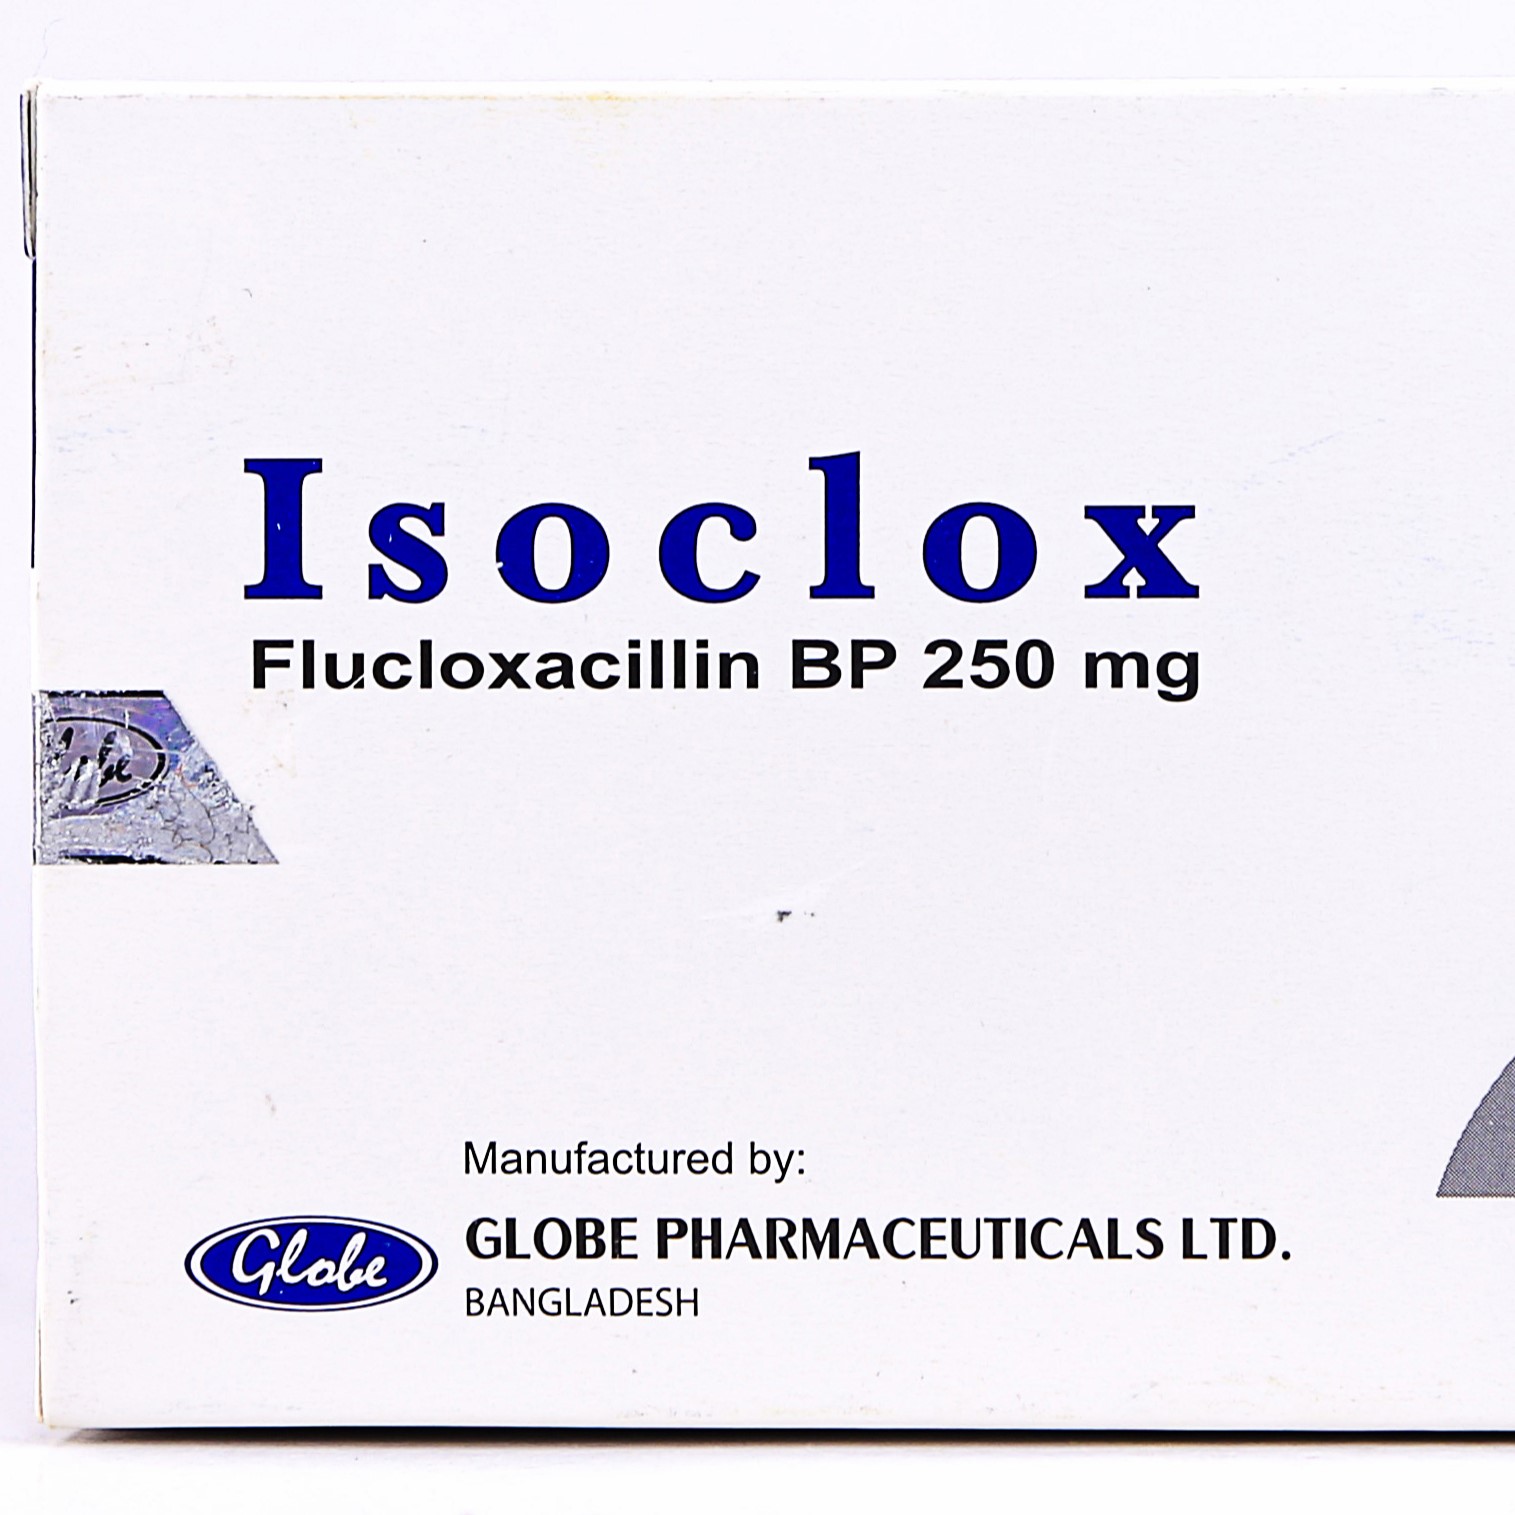 Isoclox
Flucloxacillin BP 250 mg
Manufactured by:
Globe
GLOBE PHARMACEUTICALS LTD.
BANGLADESH